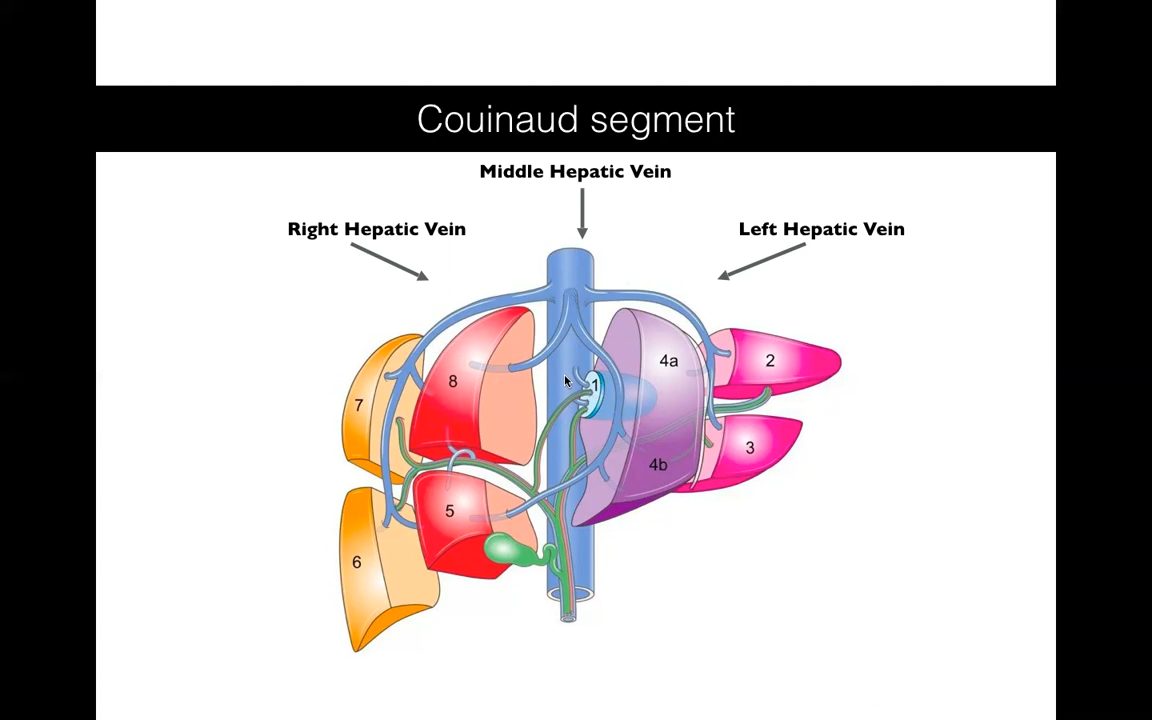 Couinaud segment
Middle Hepatic Vein
Right Hepatic Vein
Left Hepatic Vein
4a
2
8
1
7
3
4b
5
6